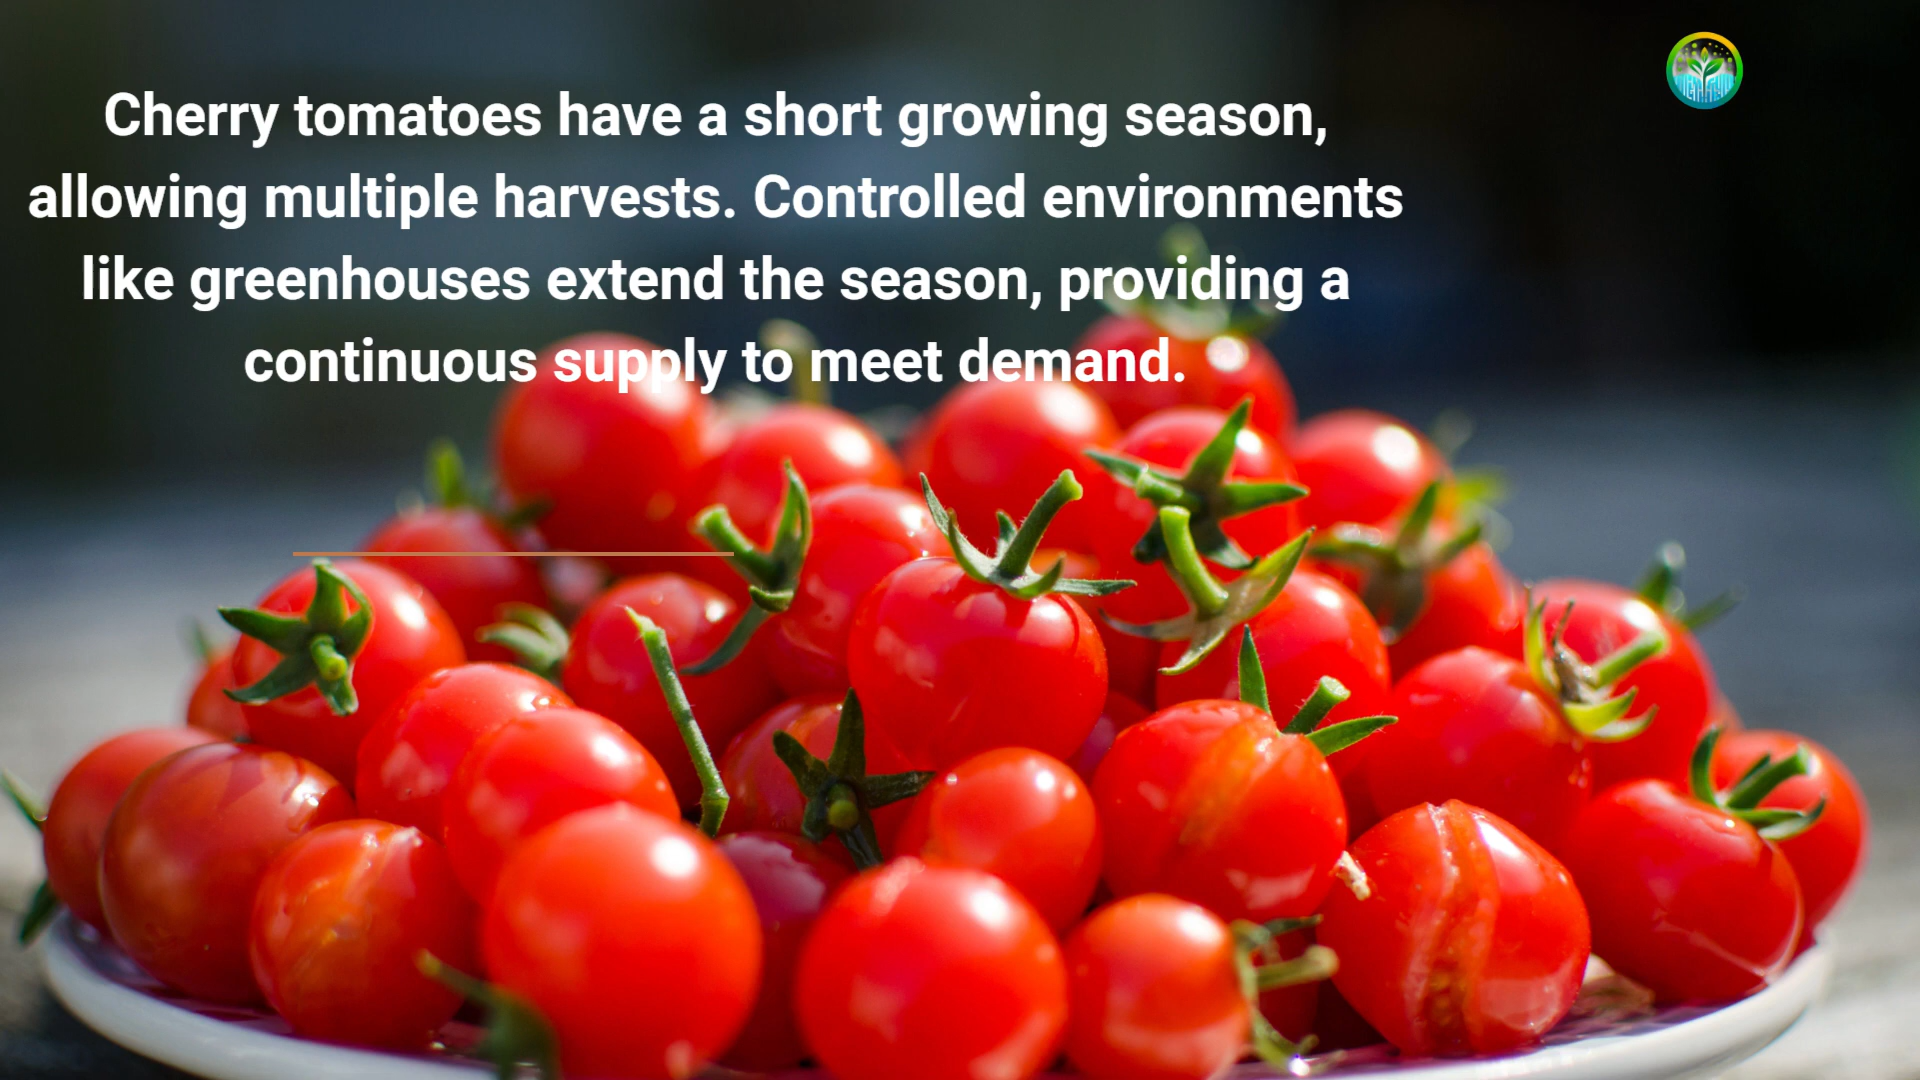 Cherry tomatoes have a short growing season,
allowing multiple harvests. Controlled environments
like greenhouses extend the season, providing a
continuous supply to meet demand.